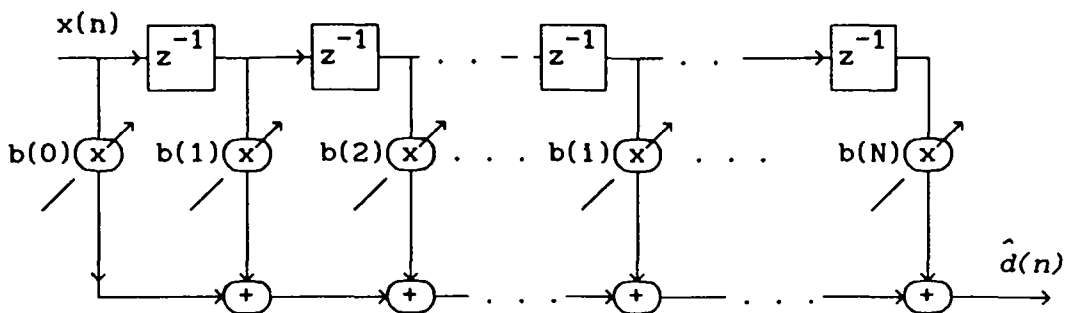 x(n)
z⁻¹ z⁻¹ . . z⁻¹ . . . z⁻¹
b(0) x b(1) x b(2) x . . . . b(i) x . . . b(N) x
d̂(n)
+ + . . . + . . . +